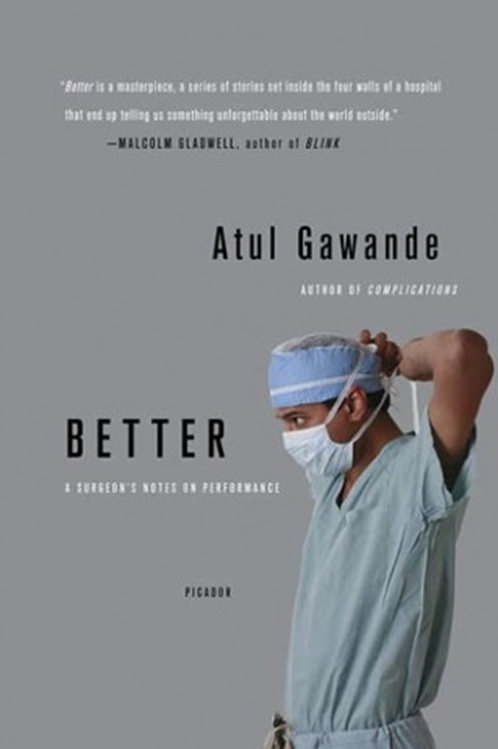 "Better is a masterpiece, a series of stories set inside the four walls of a hospital
that end up telling us something unforgettable about the world outside."
—MALCOLM GLADWELL, author of BLINK
Atul Gawande
AUTHOR OF COMPLICATIONS
BETTER
A SURGEON'S NOTES ON PERFORMANCE
PICADOR